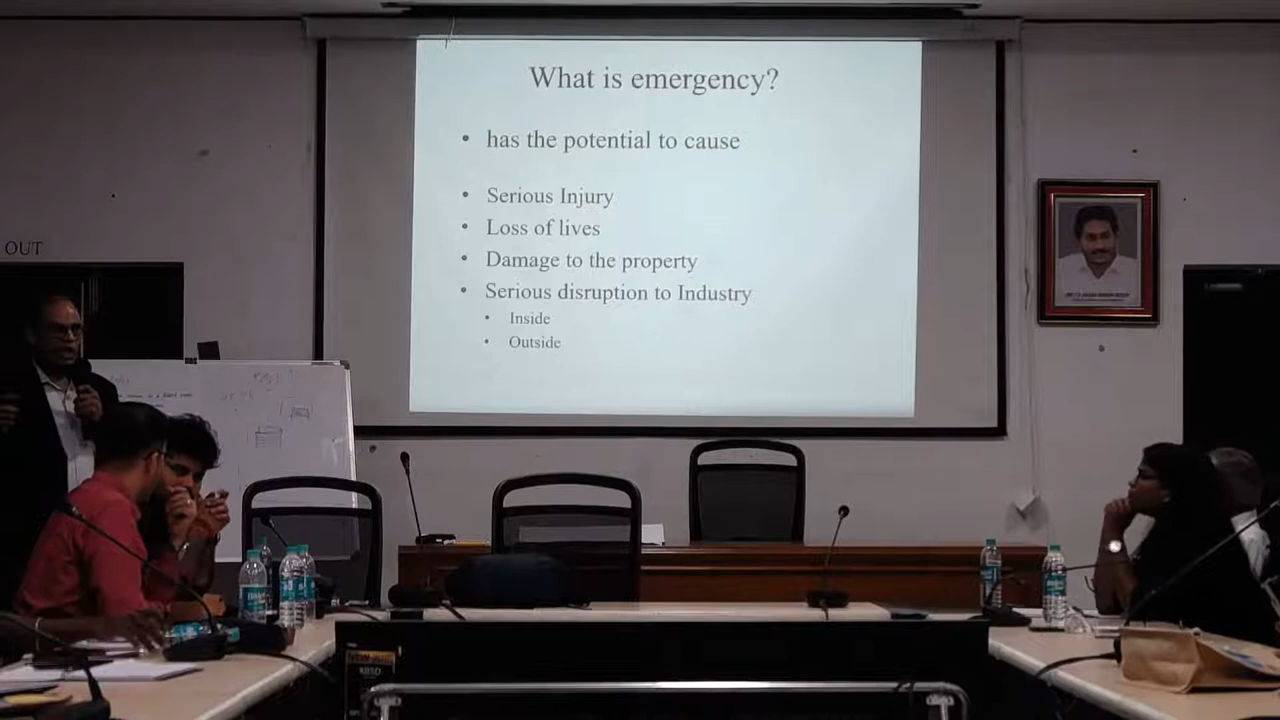 What is emergency?
• has the potential to cause
• Serious Injury
• Loss of lives
• Damage to the property
• Serious disruption to Industry
• Inside
• Outside
OUT